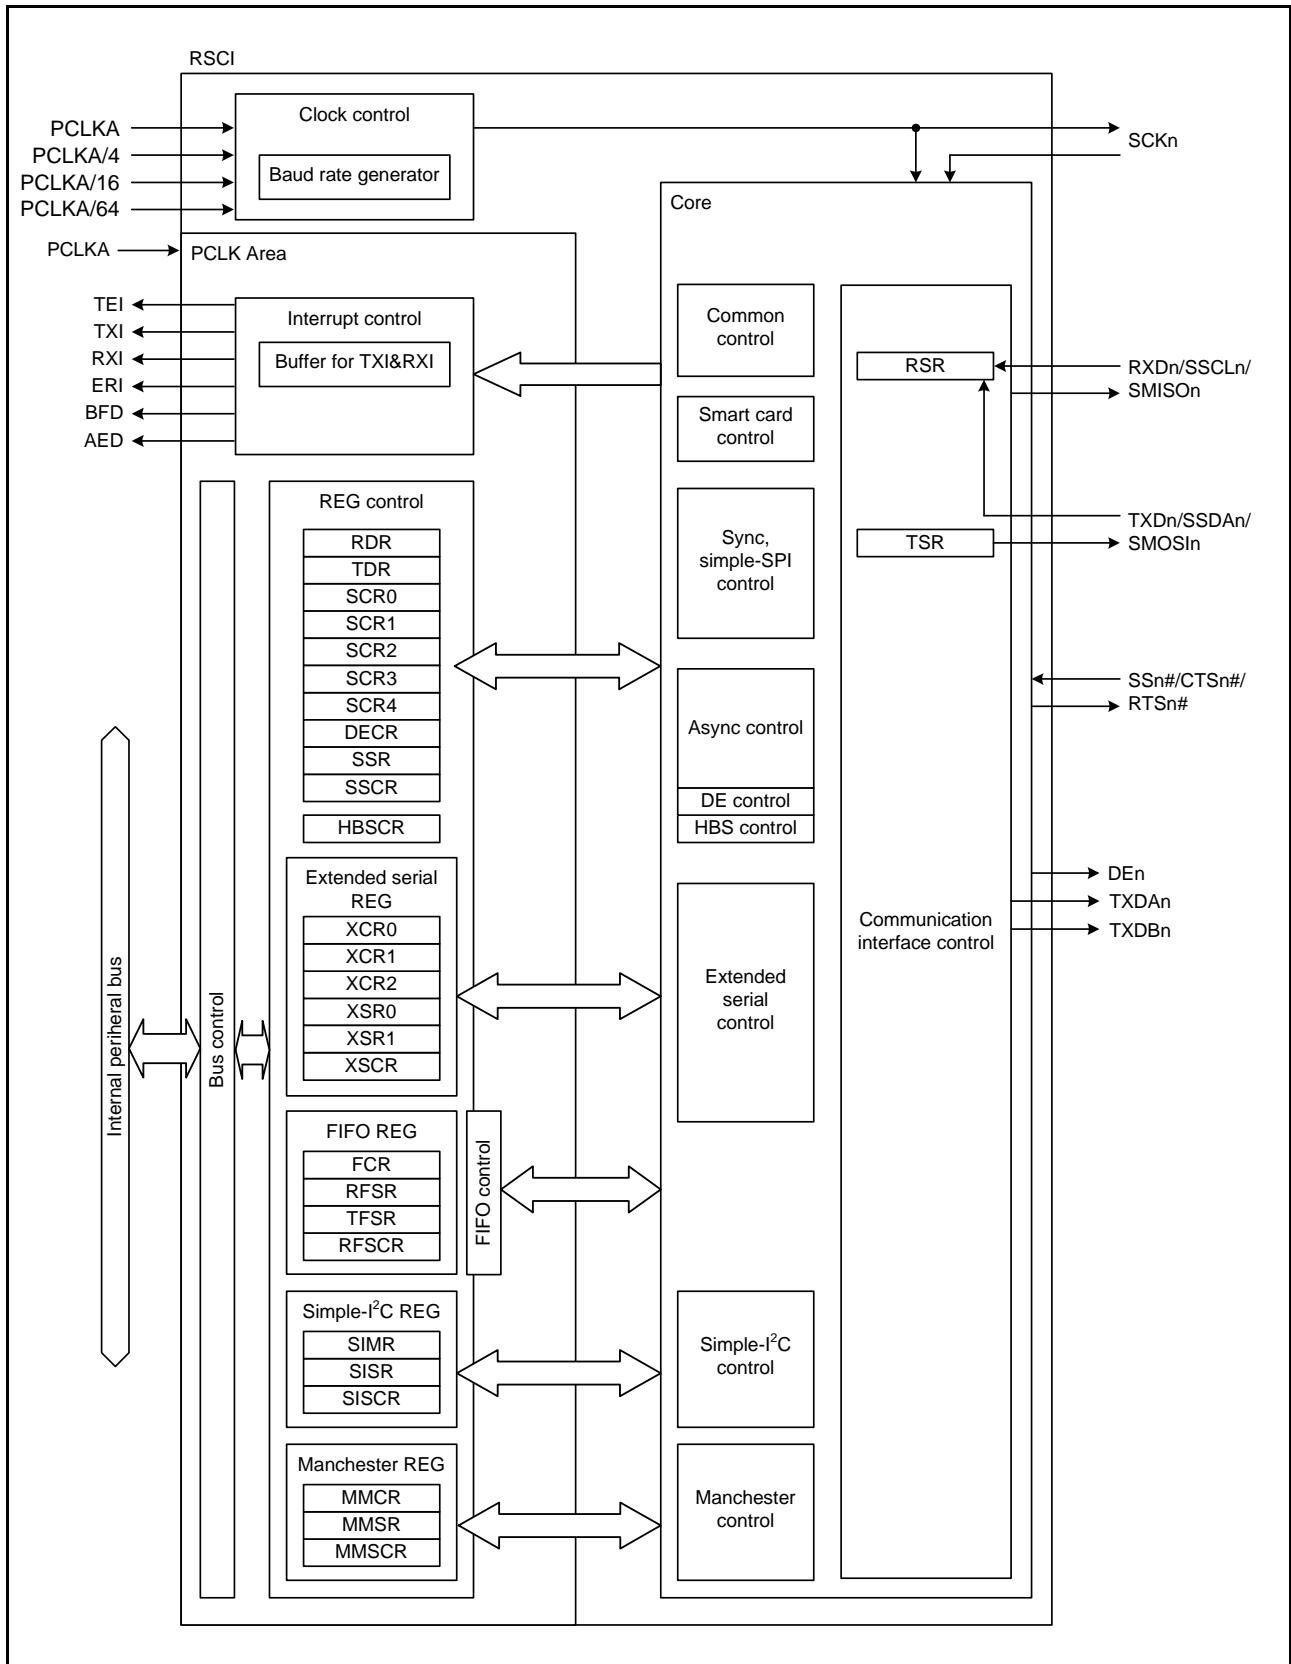 RSCI
Clock control
Baud rate generator
PCLKA
PCLKA/4
PCLKA/16
PCLKA/64
SCKn
PCLKA
PCLK Area
Core
TEI
TXI
RXI
ERI
BFD
AED
Interrupt control
Buffer for TXI&RXI
Common
control
Smart card
control
Sync,
simple-SPI
control
Async control
DE control
HBS control
Extended
serial
control
Simple-I²C
control
Manchester
control
RSR
TSR
Communication
interface control
RXDn/SSCLn/
SMISOn
TXDn/SSDAn/
SMOSIn
SSn#/CTSn#/
RTSn#
DEn
TXDAn
TXDBn
Internal periheral bus
Bus control
REG control
RDR
TDR
SCR0
SCR1
SCR2
SCR3
SCR4
DECR
SSR
SSCR
HBSCR
Extended serial
REG
XCR0
XCR1
XCR2
XSR0
XSR1
XSCR
FIFO REG
FCR
RFSR
TFSR
RFSCR
FIFO control
Simple-I²C REG
SIMR
SISR
SISCR
Manchester REG
MMCR
MMSR
MMSCR